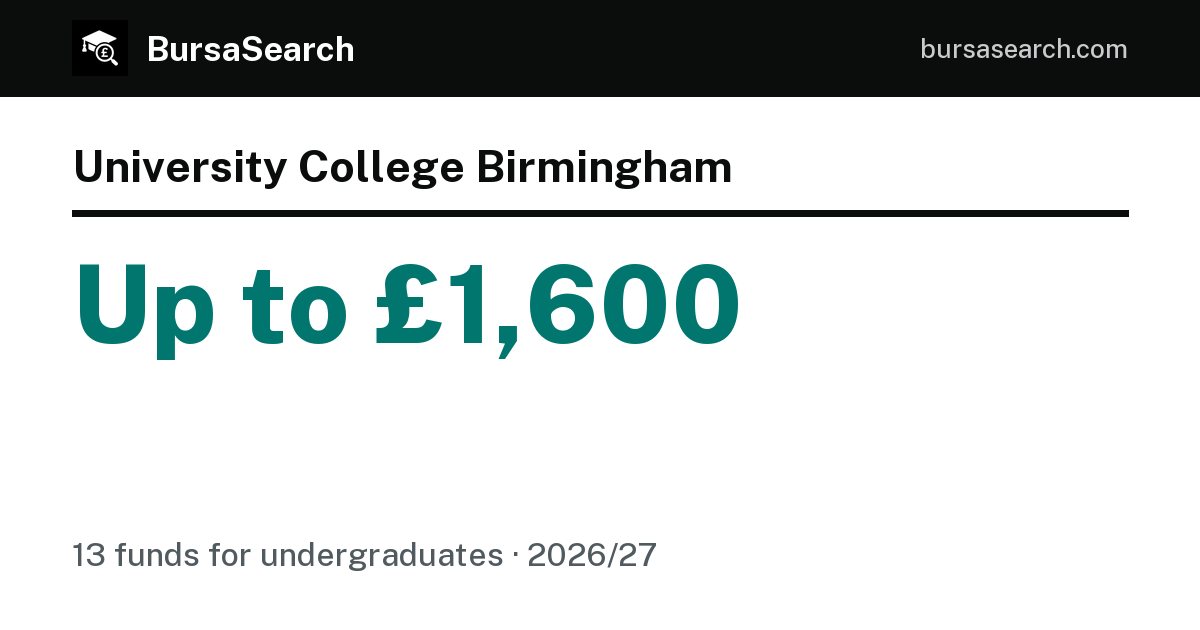 £
BursaSearch
bursasearch.com
University College Birmingham
Up to £1,600
13 funds for undergraduates · 2026/27